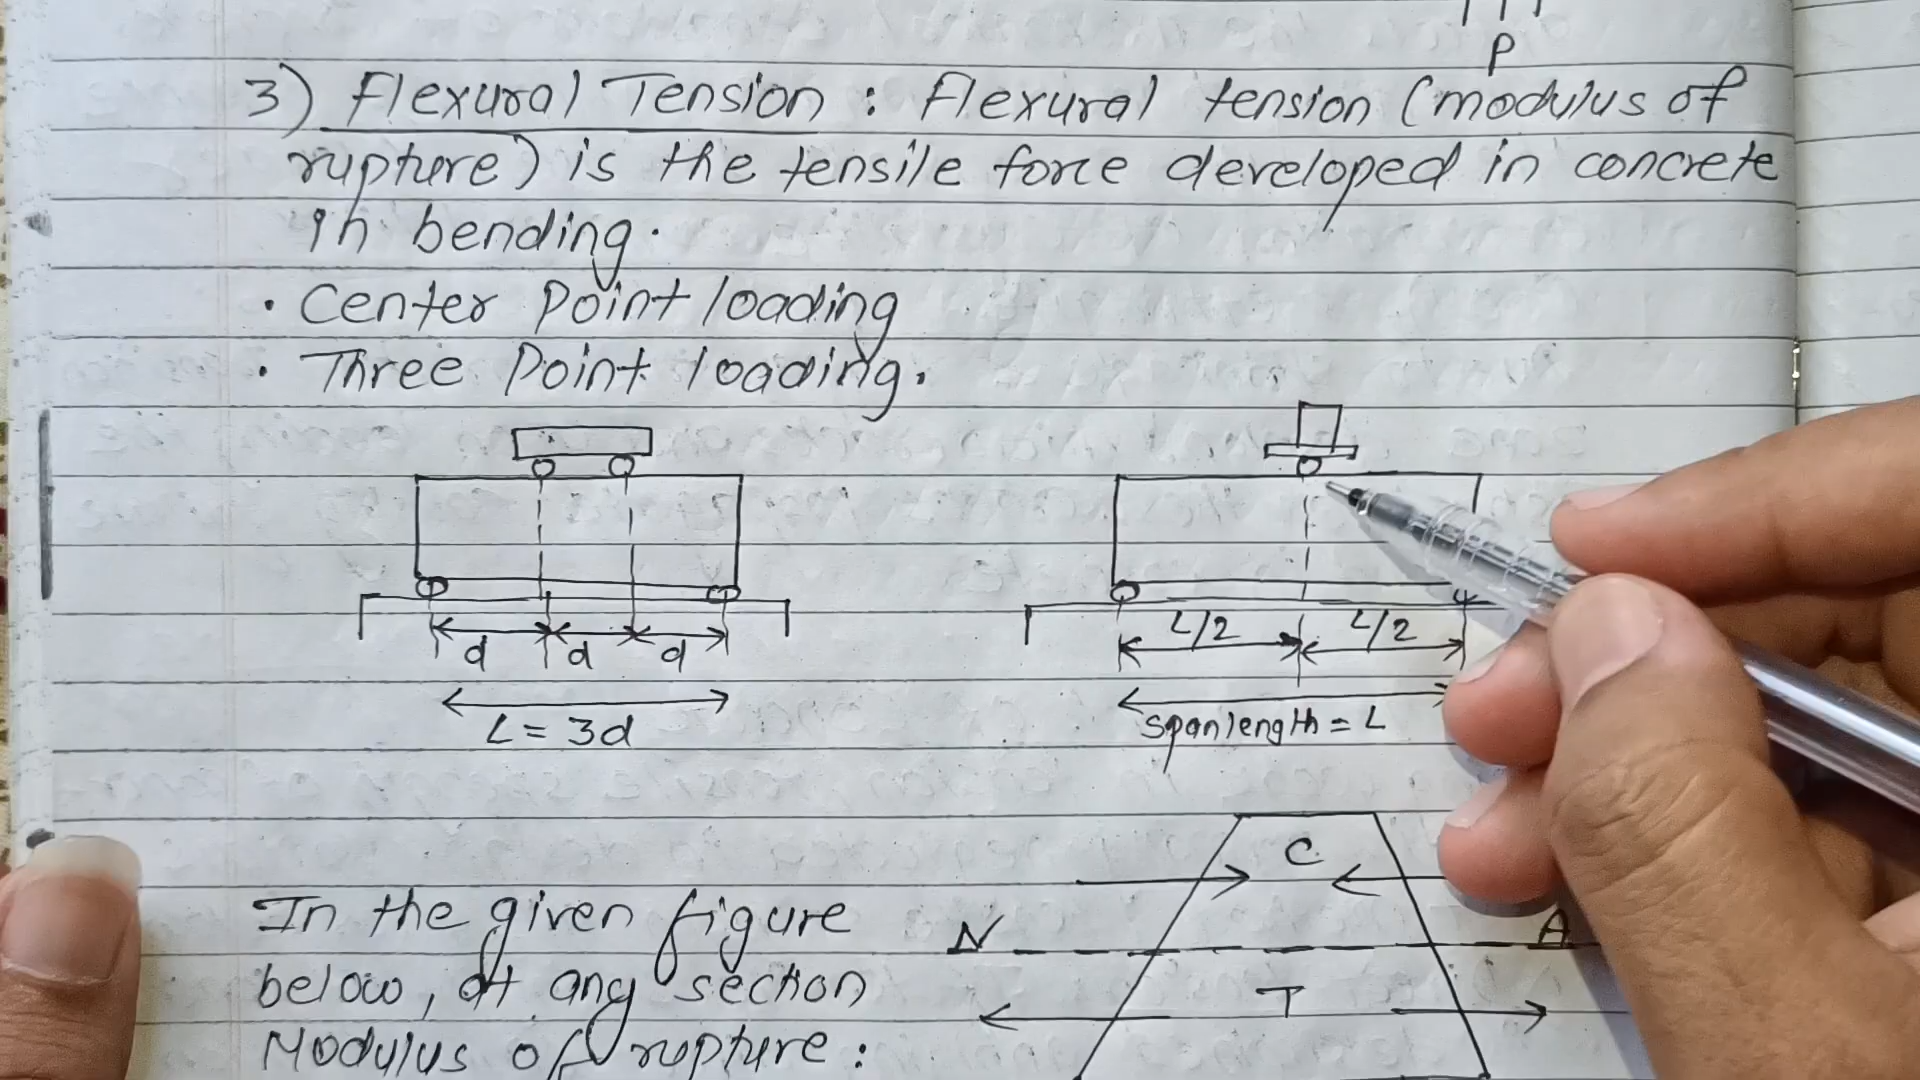 P
3) Flexural Tension : Flexural tension (modulus of
rupture) is the tensile force developed in concrete
in bending.
• Center Point loading
• Three Point loading.
d d d
L = 3d
L/2 L/2
span length = L
C
N A
T
In the given figure
below, at any section
Modulus of rupture :